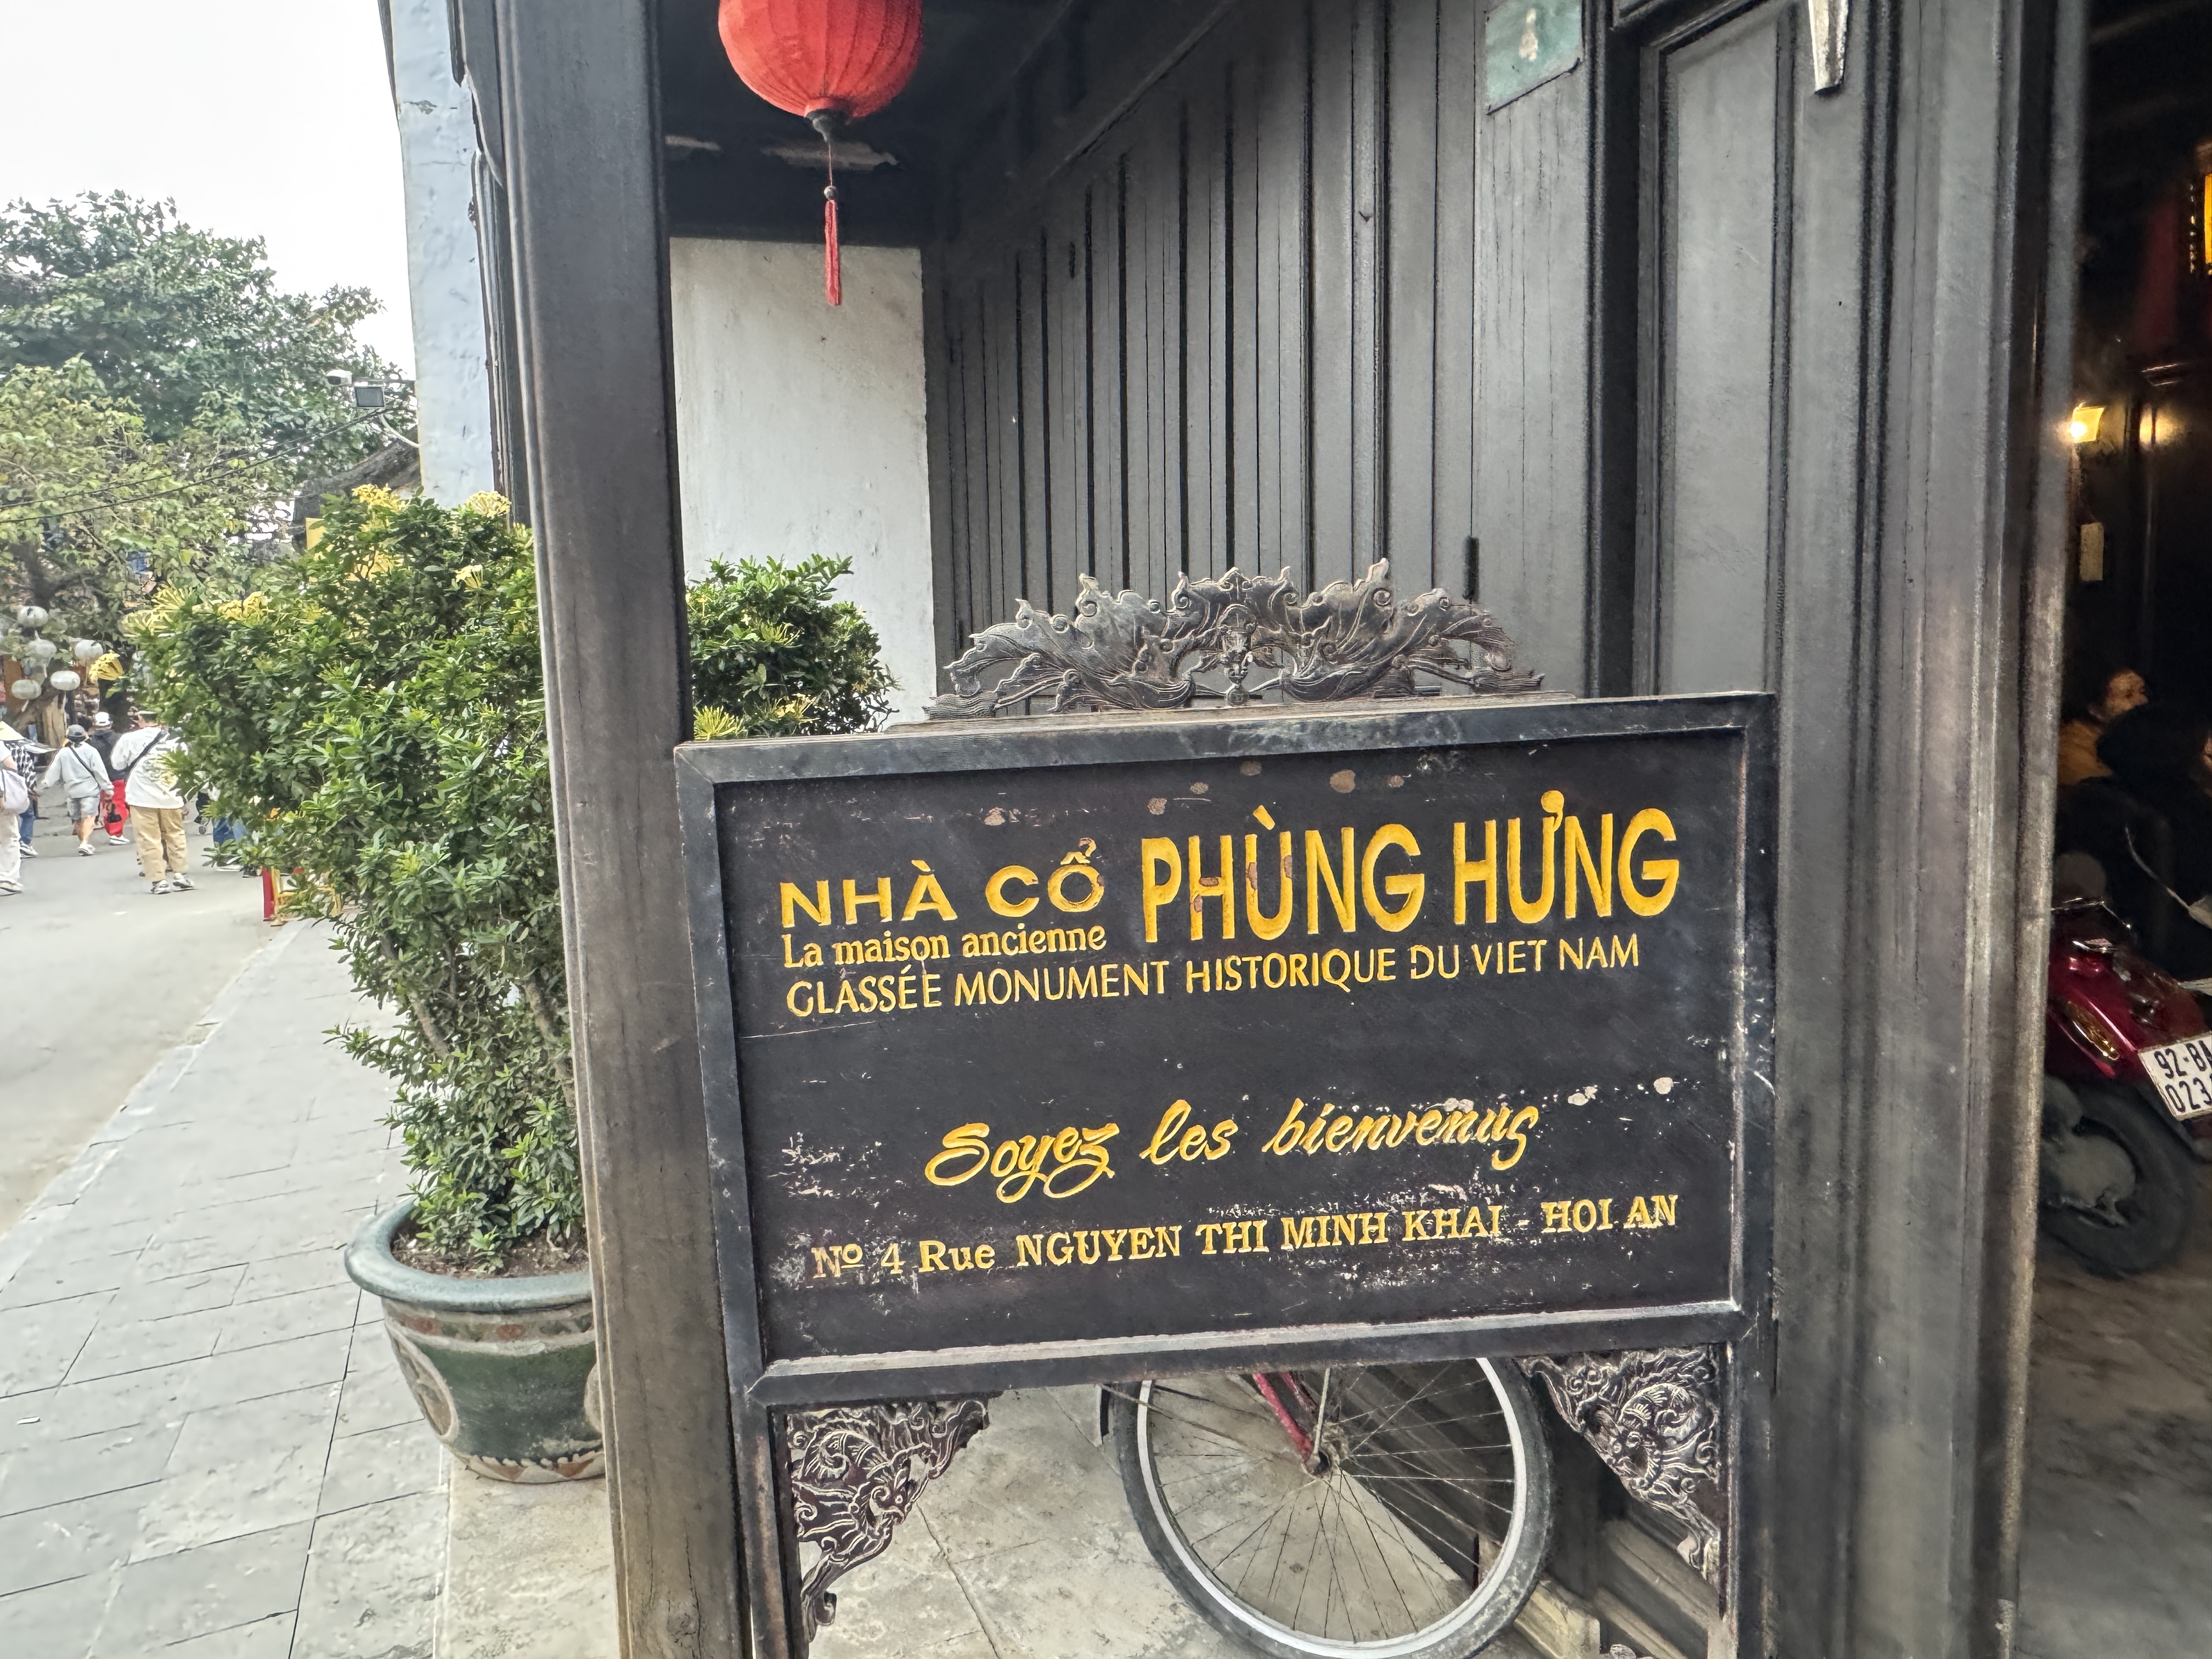 NHÀ CỔ PHÙNG HƯNG
La maison ancienne
GLASSÉE MONUMENT HISTORIQUE DU VIET NAM
Soyez les bienvenus
Nº 4 Rue NGUYEN THI MINH KHAI - HOI AN